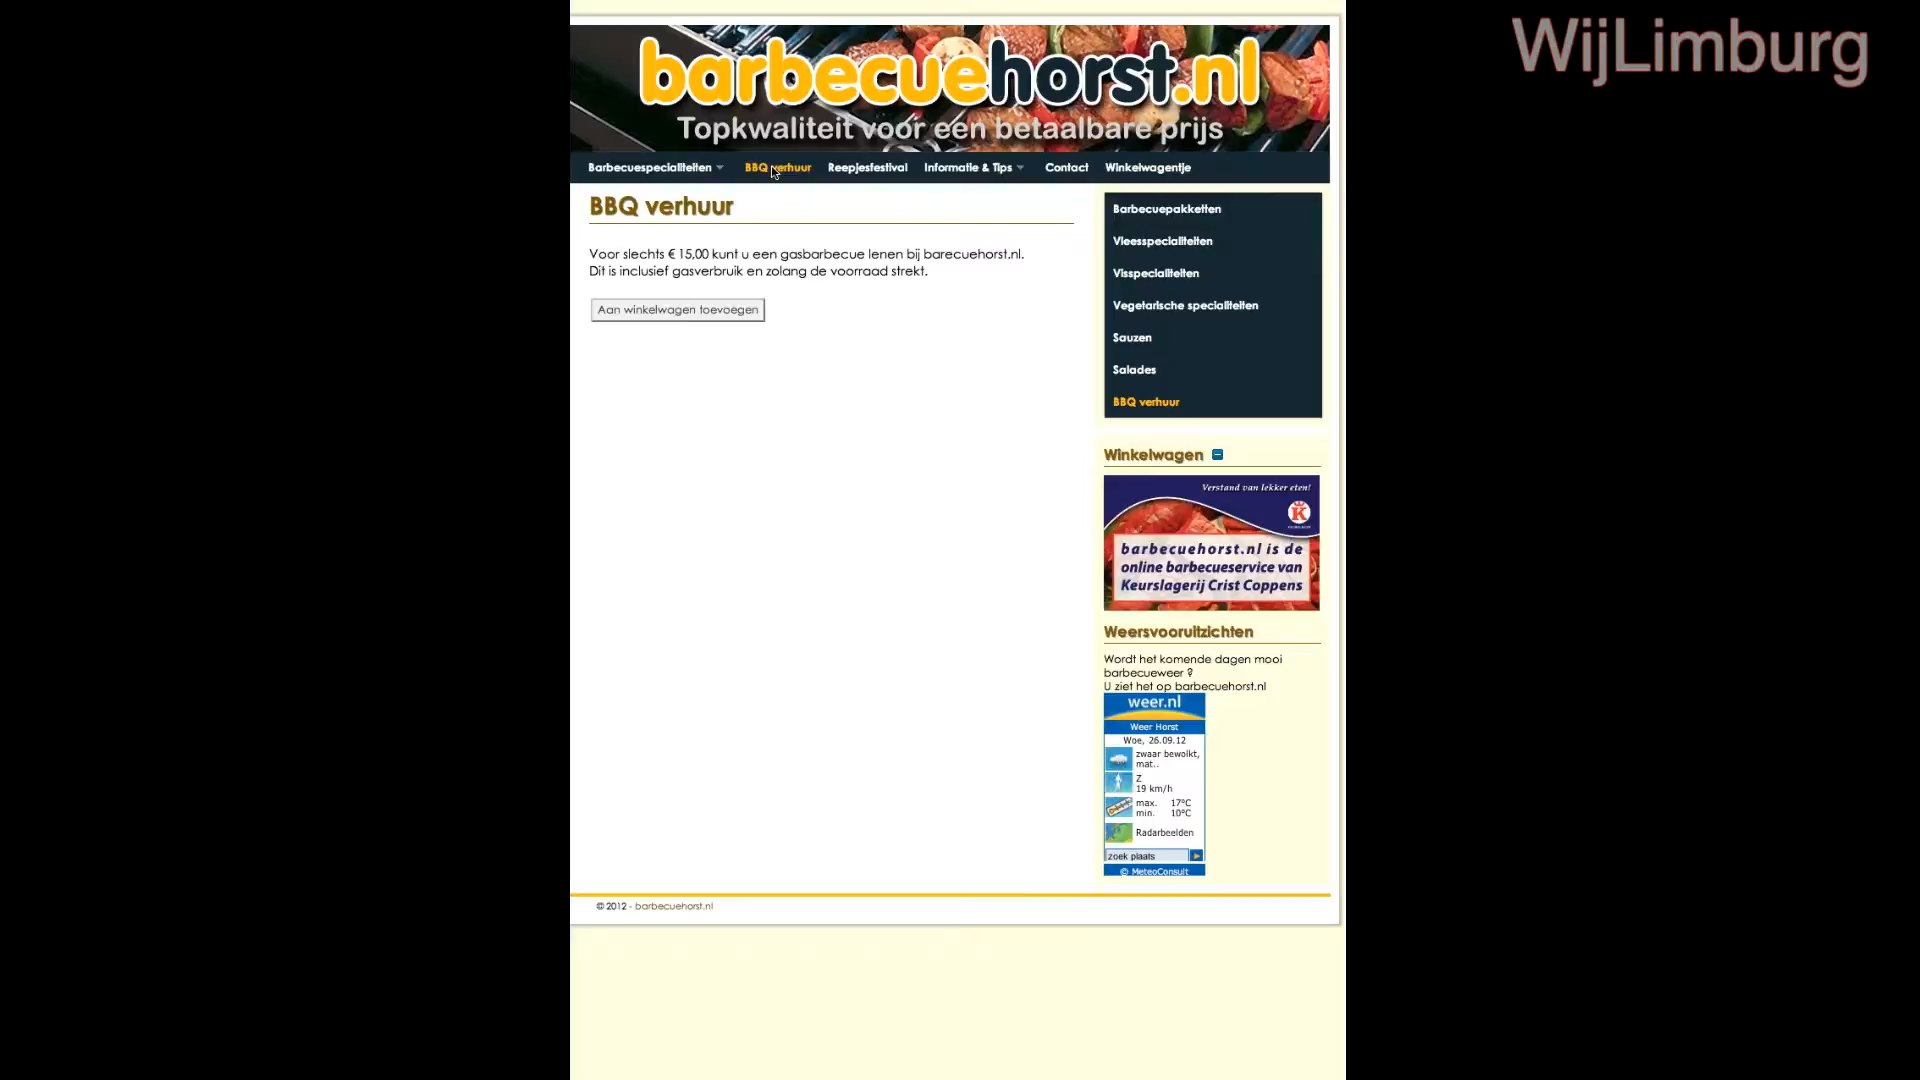 WijLimburg
barbecuehorst.nl
Topkwaliteit voor een betaalbare prijs
Barbecuespecialiteiten BBQ verhuur Reepjesfestival Informatie & Tips Contact Winkelwagentje
BBQ verhuur
Voor slechts € 15,00 kunt u een gasbarbecue lenen bij barecuehorst.nl.
Dit is inclusief gasverbruik en zolang de voorraad strekt.
Aan winkelwagen toevoegen
Barbecuepakketten
Vleesspecialiteiten
Visspecialiteiten
Vegetarische specialiteiten
Sauzen
Salades
BBQ verhuur
Winkelwagen
Verstand van lekker eten!
K
barbecuehorst.nl is de
online barbecueservice van
Keurslagerij Crist Coppens
Weersvooruitzichten
Wordt het komende dagen mooi
barbecueweer ?
U ziet het op barbecuehorst.nl
weer.nl
Weer Horst
Woe, 26.09.12
zwaar bewolkt,
mat..
Z
19 km/h
max. 17°C
min. 10°C
Radarbeelden
zoek plaats
© MeteoConsult
© 2012 - barbecuehorst.nl